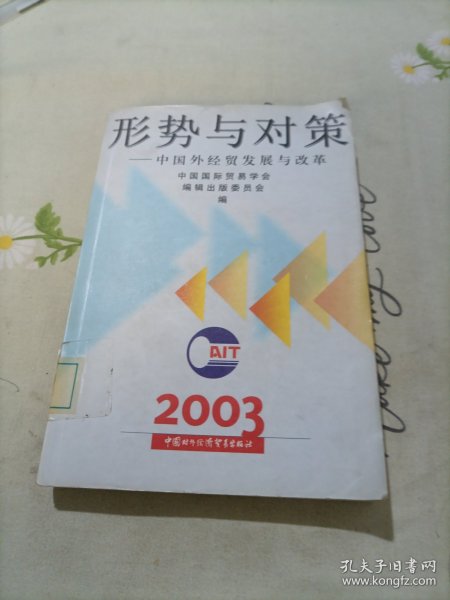 形势与对策
——中国外经贸发展与改革
中国国际贸易学会
编辑出版委员会
编
AIT
2003
中国对外经济贸易出版社
孔夫子旧书网
www.kongfz.com